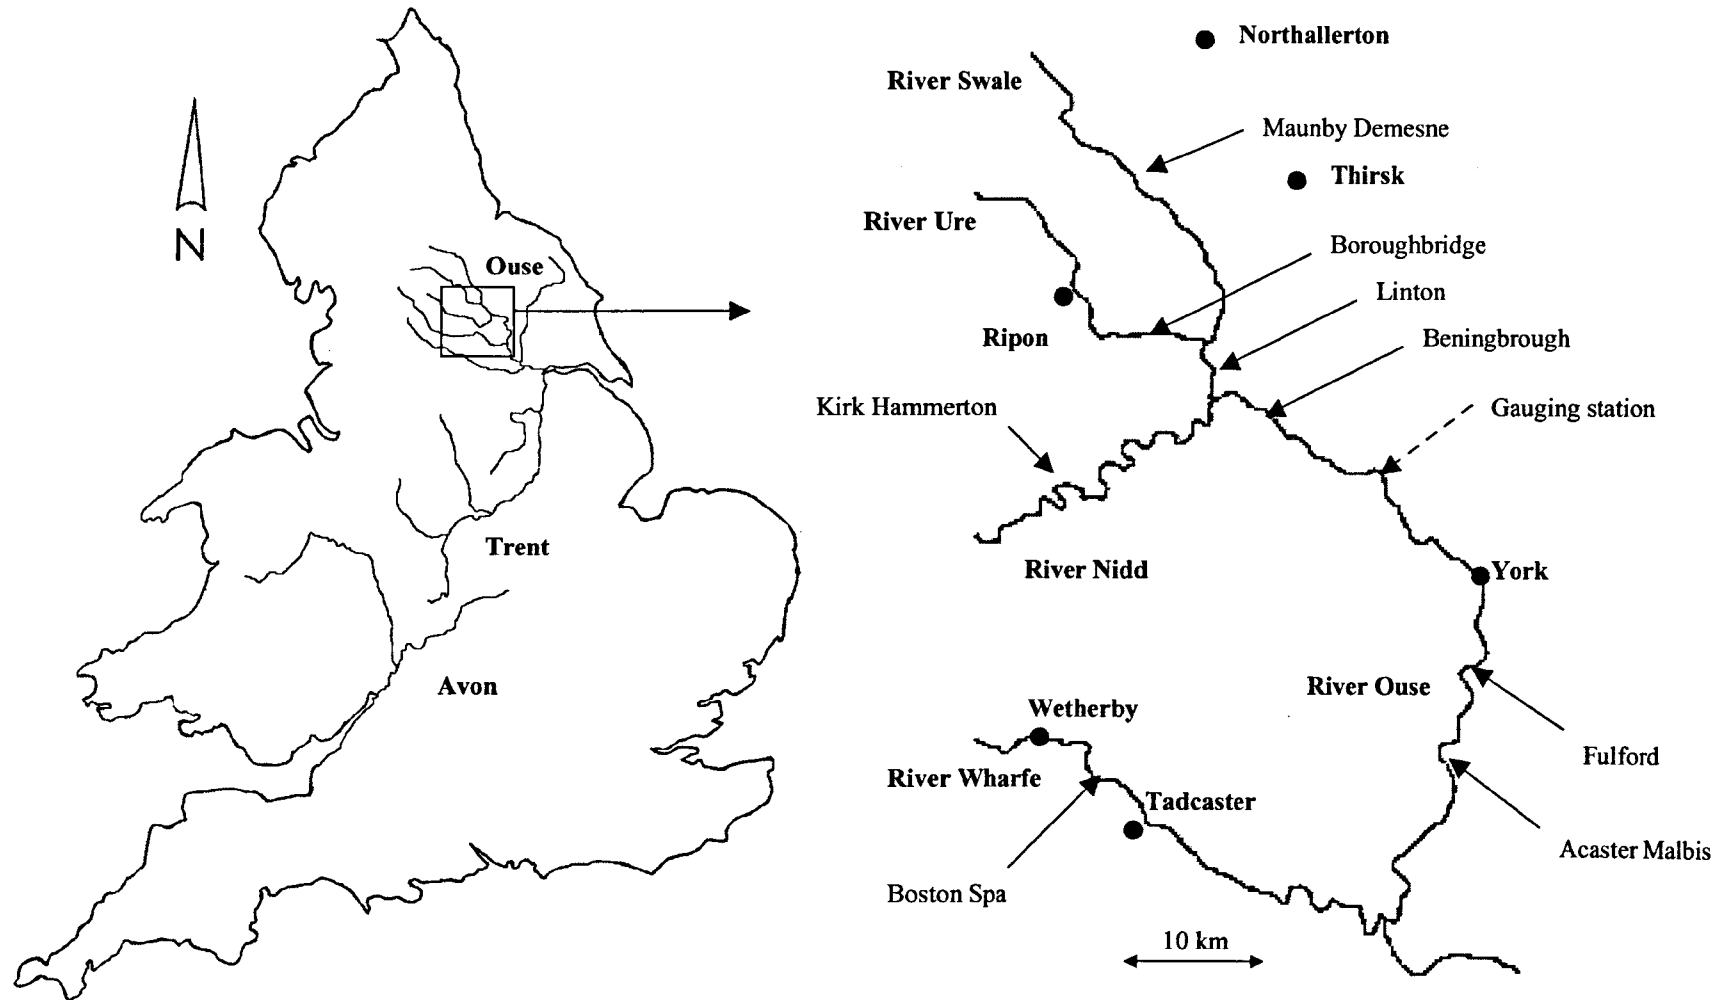 N
Ouse
Trent
Avon
Northallerton
River Swale
Maunby Demesne
Thirsk
River Ure
Boroughbridge
Linton
Ripon
Beningbrough
Kirk Hammerton
Gauging station
River Nidd
York
River Ouse
Wetherby
Fulford
River Wharfe
Tadcaster
Acaster Malbis
Boston Spa
10 km